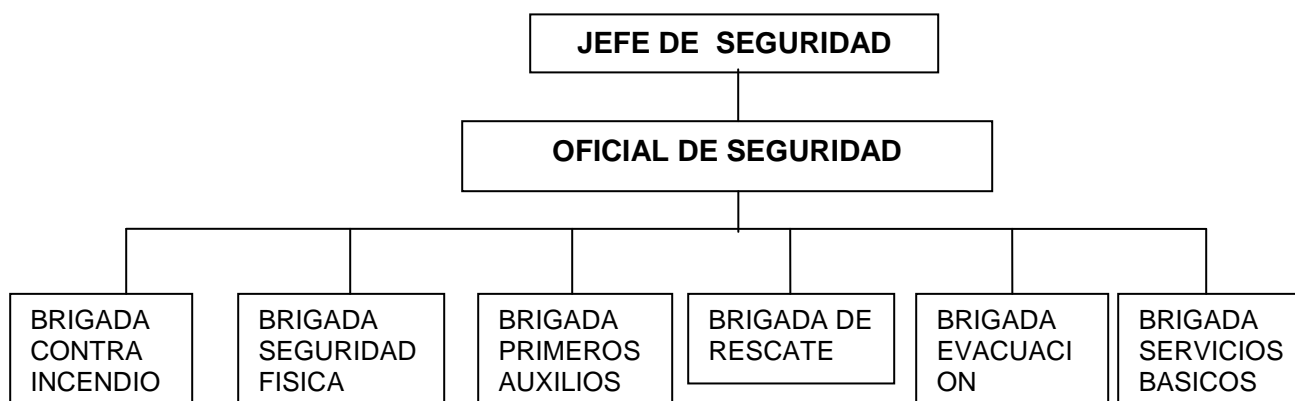 JEFE DE  SEGURIDAD
OFICIAL DE SEGURIDAD
BRIGADA
CONTRA
INCENDIO
BRIGADA
SEGURIDAD
FISICA
BRIGADA
PRIMEROS
AUXILIOS
BRIGADA DE
RESCATE
BRIGADA
EVACUACI
ON
BRIGADA
SERVICIOS
BASICOS